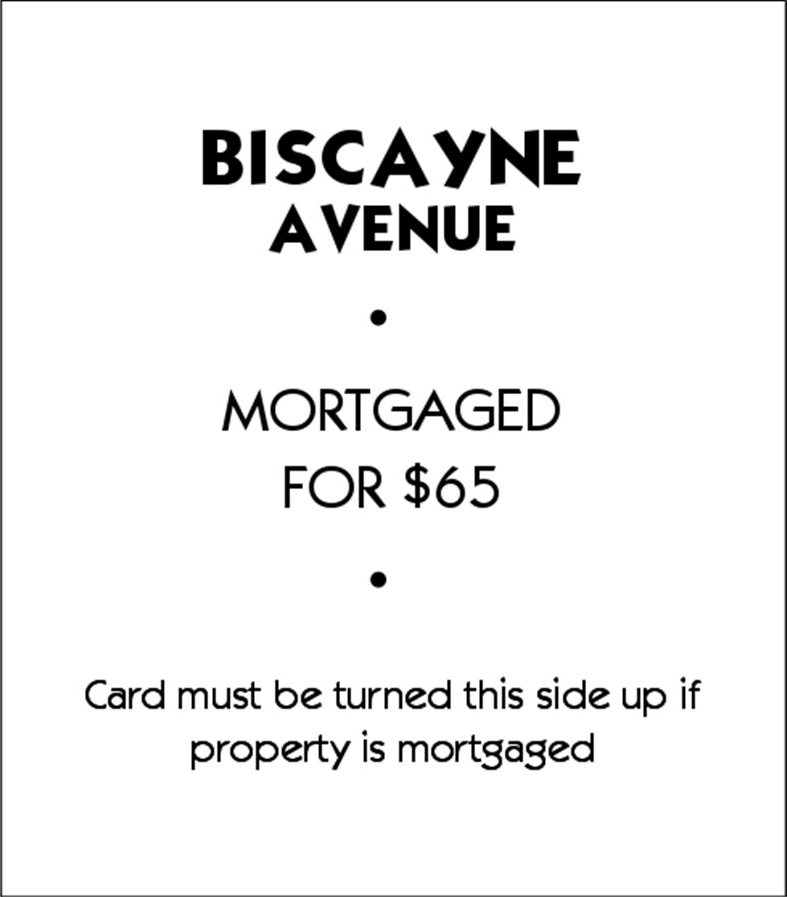 BISCAYNE
AVENUE
•
MORTGAGED
FOR $65
•
Card must be turned this side up if
property is mortgaged